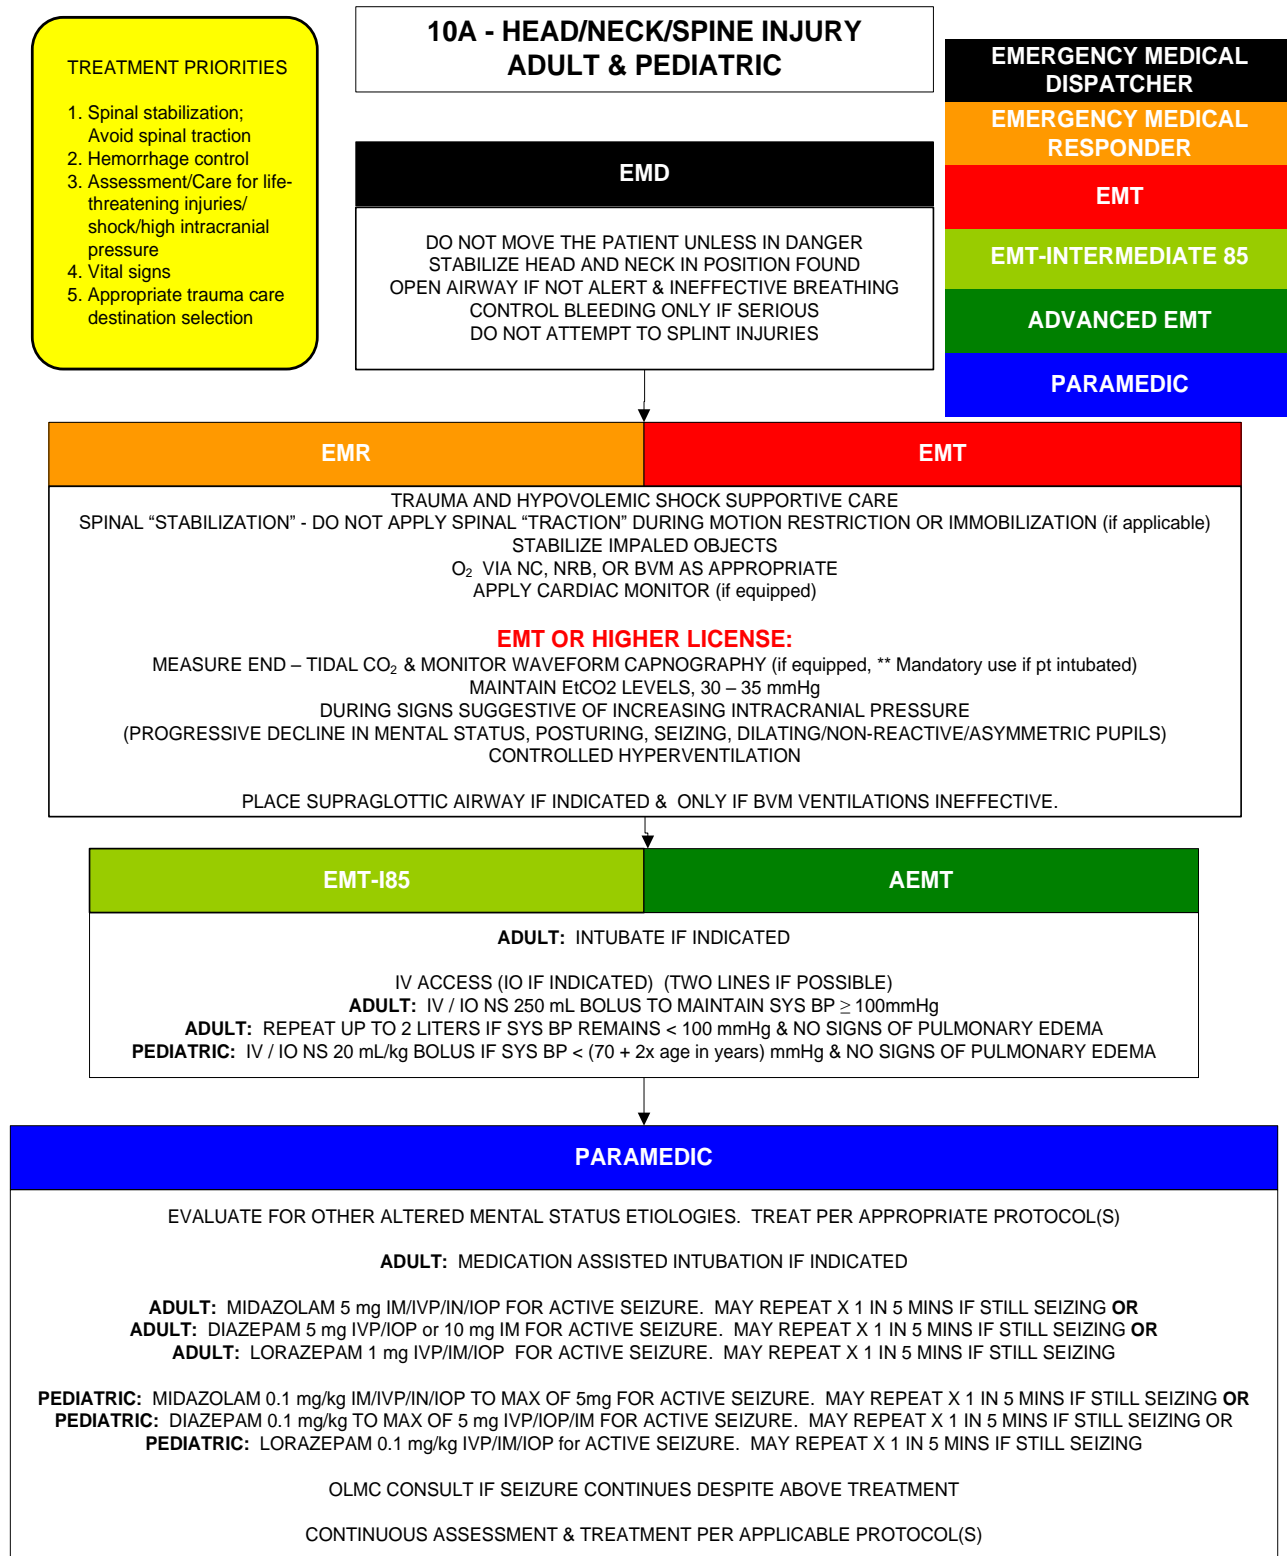 TREATMENT PRIORITIES
1. Spinal stabilization;
Avoid spinal traction
2. Hemorrhage control
3. Assessment/Care for life-
threatening injuries/
shock/high intracranial
pressure
4. Vital signs
5. Appropriate trauma care
destination selection
10A - HEAD/NECK/SPINE INJURY
ADULT & PEDIATRIC
EMERGENCY MEDICAL
DISPATCHER
EMERGENCY MEDICAL
RESPONDER
EMT
EMT-INTERMEDIATE 85
ADVANCED EMT
PARAMEDIC
EMD
DO NOT MOVE THE PATIENT UNLESS IN DANGER
STABILIZE HEAD AND NECK IN POSITION FOUND
OPEN AIRWAY IF NOT ALERT & INEFFECTIVE BREATHING
CONTROL BLEEDING ONLY IF SERIOUS
DO NOT ATTEMPT TO SPLINT INJURIES
EMR
EMT
TRAUMA AND HYPOVOLEMIC SHOCK SUPPORTIVE CARE
SPINAL “STABILIZATION” - DO NOT APPLY SPINAL “TRACTION” DURING MOTION RESTRICTION OR IMMOBILIZATION (if applicable)
STABILIZE IMPALED OBJECTS
O₂ VIA NC, NRB, OR BVM AS APPROPRIATE
APPLY CARDIAC MONITOR (if equipped)
EMT OR HIGHER LICENSE:
MEASURE END – TIDAL CO₂ & MONITOR WAVEFORM CAPNOGRAPHY (if equipped, ** Mandatory use if pt intubated)
MAINTAIN EtCO2 LEVELS, 30 – 35 mmHg
DURING SIGNS SUGGESTIVE OF INCREASING INTRACRANIAL PRESSURE
(PROGRESSIVE DECLINE IN MENTAL STATUS, POSTURING, SEIZING, DILATING/NON-REACTIVE/ASYMMETRIC PUPILS)
CONTROLLED HYPERVENTILATION
PLACE SUPRAGLOTTIC AIRWAY IF INDICATED & ONLY IF BVM VENTILATIONS INEFFECTIVE.
EMT-I85
AEMT
ADULT: INTUBATE IF INDICATED
IV ACCESS (IO IF INDICATED) (TWO LINES IF POSSIBLE)
ADULT: IV / IO NS 250 mL BOLUS TO MAINTAIN SYS BP ≥ 100mmHg
ADULT: REPEAT UP TO 2 LITERS IF SYS BP REMAINS < 100 mmHg & NO SIGNS OF PULMONARY EDEMA
PEDIATRIC: IV / IO NS 20 mL/kg BOLUS IF SYS BP < (70 + 2x age in years) mmHg & NO SIGNS OF PULMONARY EDEMA
PARAMEDIC
EVALUATE FOR OTHER ALTERED MENTAL STATUS ETIOLOGIES. TREAT PER APPROPRIATE PROTOCOL(S)
ADULT: MEDICATION ASSISTED INTUBATION IF INDICATED
ADULT: MIDAZOLAM 5 mg IM/IVP/IN/IOP FOR ACTIVE SEIZURE. MAY REPEAT X 1 IN 5 MINS IF STILL SEIZING OR
ADULT: DIAZEPAM 5 mg IVP/IOP or 10 mg IM FOR ACTIVE SEIZURE. MAY REPEAT X 1 IN 5 MINS IF STILL SEIZING OR
ADULT: LORAZEPAM 1 mg IVP/IM/IOP FOR ACTIVE SEIZURE. MAY REPEAT X 1 IN 5 MINS IF STILL SEIZING
PEDIATRIC: MIDAZOLAM 0.1 mg/kg IM/IVP/IN/IOP TO MAX OF 5mg FOR ACTIVE SEIZURE. MAY REPEAT X 1 IN 5 MINS IF STILL SEIZING OR
PEDIATRIC: DIAZEPAM 0.1 mg/kg TO MAX OF 5 mg IVP/IOP/IM FOR ACTIVE SEIZURE. MAY REPEAT X 1 IN 5 MINS IF STILL SEIZING OR
PEDIATRIC: LORAZEPAM 0.1 mg/kg IVP/IM/IOP for ACTIVE SEIZURE. MAY REPEAT X 1 IN 5 MINS IF STILL SEIZING
OLMC CONSULT IF SEIZURE CONTINUES DESPITE ABOVE TREATMENT
CONTINUOUS ASSESSMENT & TREATMENT PER APPLICABLE PROTOCOL(S)